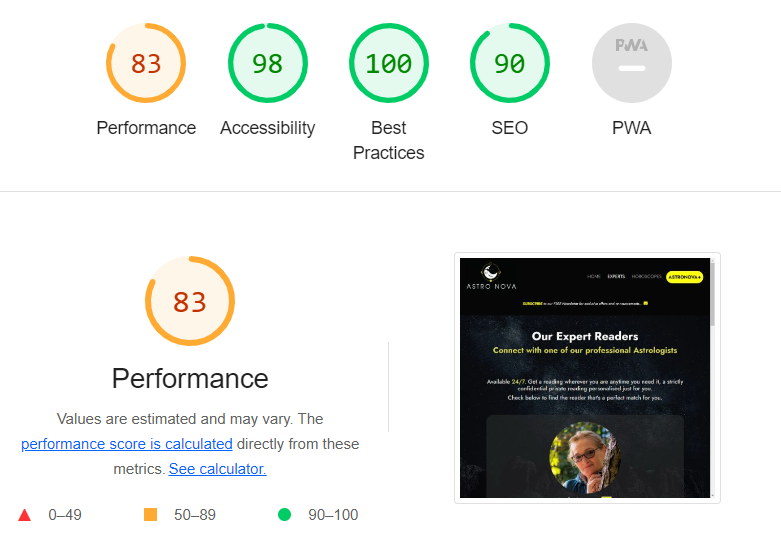 83
98
100
90
PWA
Performance
Accessibility
Best
Practices
SEO
PWA
83
Performance
Values are estimated and may vary. The
performance score is calculated directly from these
metrics. See calculator.
0–49
50–89
90–100
ASTRO NOVA
HOME
EXPERTS
HOROSCOPES
ASTRONOVA+
SUBSCRIBE to our FREE Newsletter for exclusive offers and announcements...
Our Expert Readers
Connect with one of our professional Astrologists
Available 24/7. Get a reading wherever you are anytime you need it, a strictly
confidential private reading personalised just for you.
Check below to find the reader that's a perfect match for you.